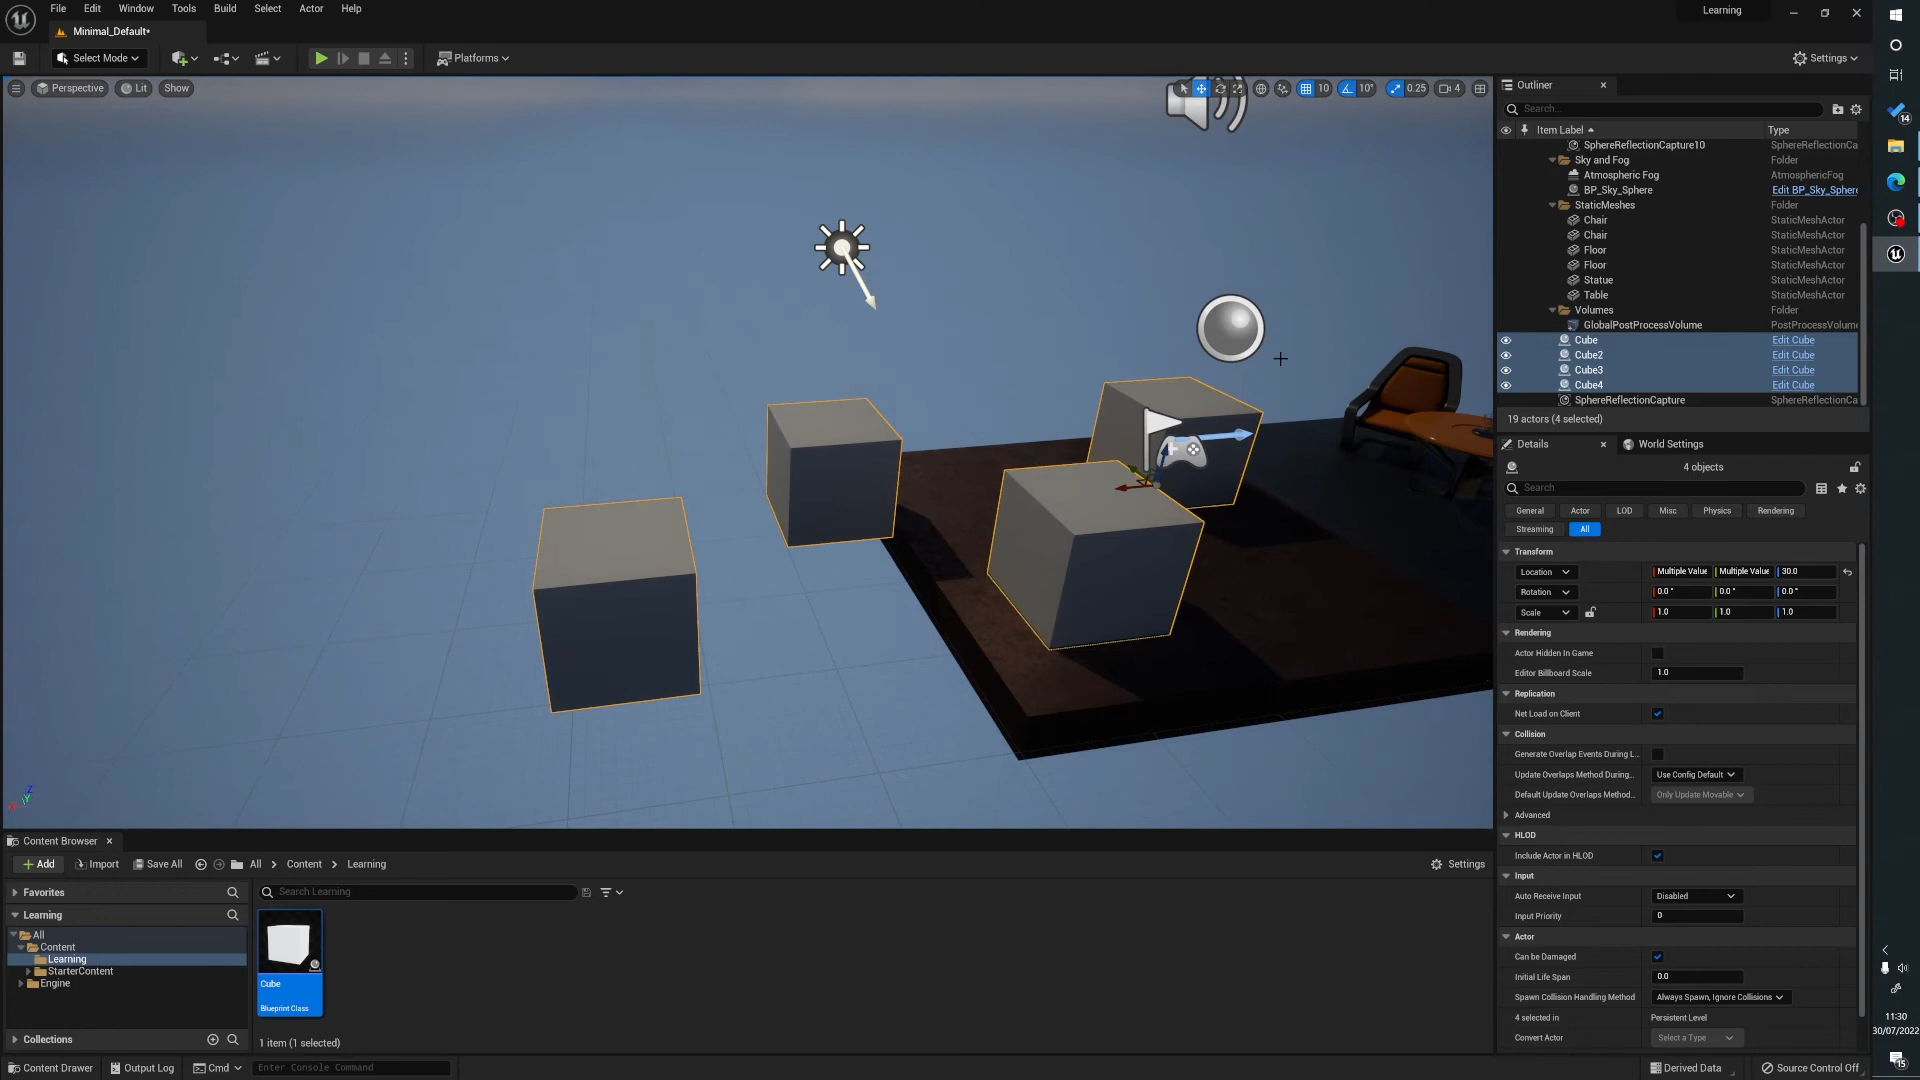 File Edit Window Tools Build Select Actor Help
Learning
Minimal_Default*
Select Mode
Platforms
Settings
Perspective Lit Show
10 10° 0.25 4
Outliner
Search...
Item Label Type
SphereReflectionCapture10 SphereReflectionCa
Sky and Fog Folder
Atmospheric Fog AtmosphericFog
BP_Sky_Sphere Edit BP_Sky_Sphere
StaticMeshes Folder
Chair StaticMeshActor
Chair StaticMeshActor
Floor StaticMeshActor
Floor StaticMeshActor
Statue StaticMeshActor
Table StaticMeshActor
Volumes Folder
GlobalPostProcessVolume PostProcessVolum
Cube Edit Cube
Cube2 Edit Cube
Cube3 Edit Cube
Cube4 Edit Cube
SphereReflectionCapture SphereReflectionCa
19 actors (4 selected)
Details World Settings
4 objects
Search
General Actor LOD Misc Physics Rendering
Streaming All
Transform
Location Multiple Value Multiple Value 30.0
Rotation 0.0° 0.0° 0.0°
Scale 1.0 1.0 1.0
Rendering
Actor Hidden In Game
Editor Billboard Scale 1.0
Replication
Net Load on Client
Collision
Generate Overlap Events During L...
Update Overlaps Method During... Use Config Default
Default Update Overlaps Method... Only Update Movable
Advanced
HLOD
Include Actor in HLOD
Input
Auto Receive Input Disabled
Input Priority 0
Actor
Can be Damaged
Initial Life Span 0.0
Spawn Collision Handling Method Always Spawn, Ignore Collisions
4 selected in Persistent Level
Convert Actor Select a Type
Content Browser
Add Import Save All All Content Learning
Settings
Favorites
Search Learning
Learning
All
Content
Learning
StarterContent
Engine
Cube
Blueprint Class
Collections
1 item (1 selected)
Content Drawer Output Log Cmd Enter Console Command
Derived Data Source Control Off
14
11:30
30/07/2022
15
Z